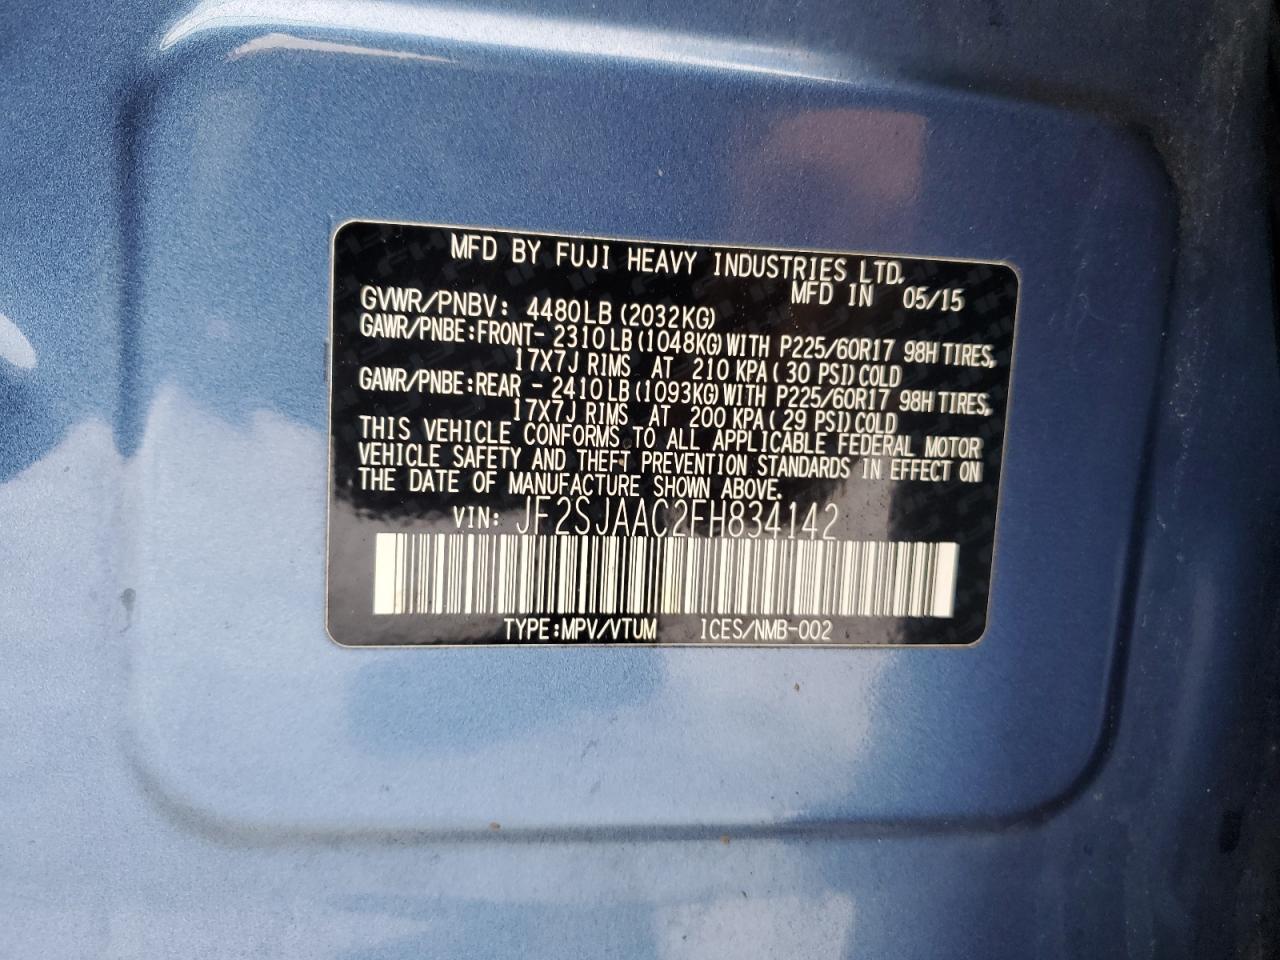 MFD BY FUJI HEAVY INDUSTRIES LTD.
MFD IN 05/15
GVWR/PNBV: 4480LB (2032KG)
GAWR/PNBE:FRONT- 2310LB (1048KG) WITH P225/60R17 98H TIRES,
17X7J RIMS AT 210 KPA( 30 PSI) COLD
GAWR/PNBE:REAR - 2410LB (1093KG) WITH P225/60R17 98H TIRES,
17X7J RIMS AT 200 KPA( 29 PSI) COLD
THIS VEHICLE CONFORMS TO ALL APPLICABLE FEDERAL MOTOR
VEHICLE SAFETY AND THEFT PREVENTION STANDARDS IN EFFECT ON
THE DATE OF MANUFACTURE SHOWN ABOVE.
VIN: JF2SJAAC2FH834142
TYPE:MPV/VTUM ICES/NMB-002